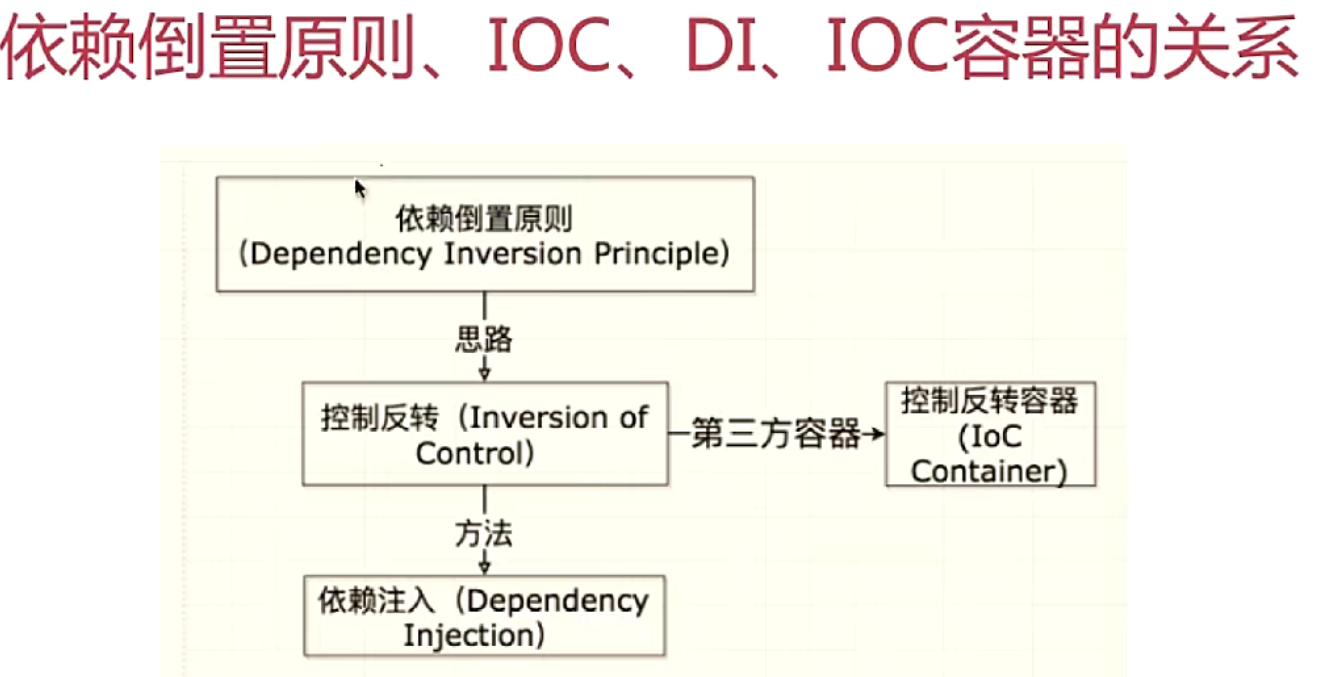 依赖倒置原则、IOC、DI、IOC容器的关系
依赖倒置原则
(Dependency Inversion Principle)
思路
控制反转（Inversion of
Control)
第三方容器
控制反转容器
(IoC
Container)
方法
依赖注入（Dependency
Injection)